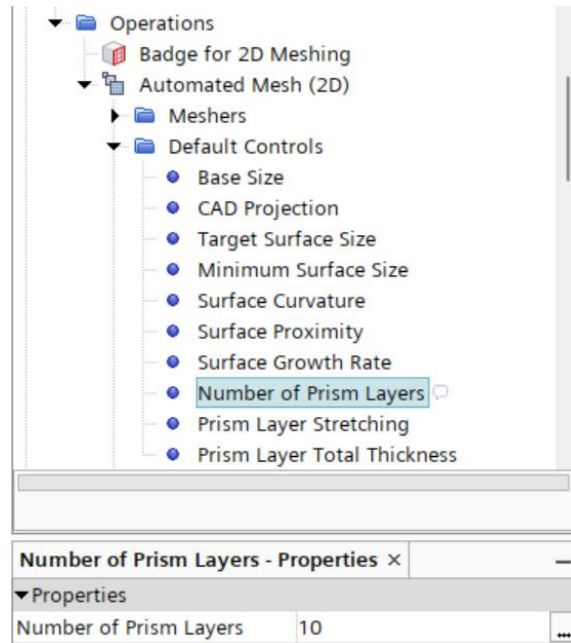 Operations
Badge for 2D Meshing
Automated Mesh (2D)
Meshers
Default Controls
Base Size
CAD Projection
Target Surface Size
Minimum Surface Size
Surface Curvature
Surface Proximity
Surface Growth Rate
Number of Prism Layers
Prism Layer Stretching
Prism Layer Total Thickness
Number of Prism Layers - Properties ×
Properties
Number of Prism Layers 10 ...